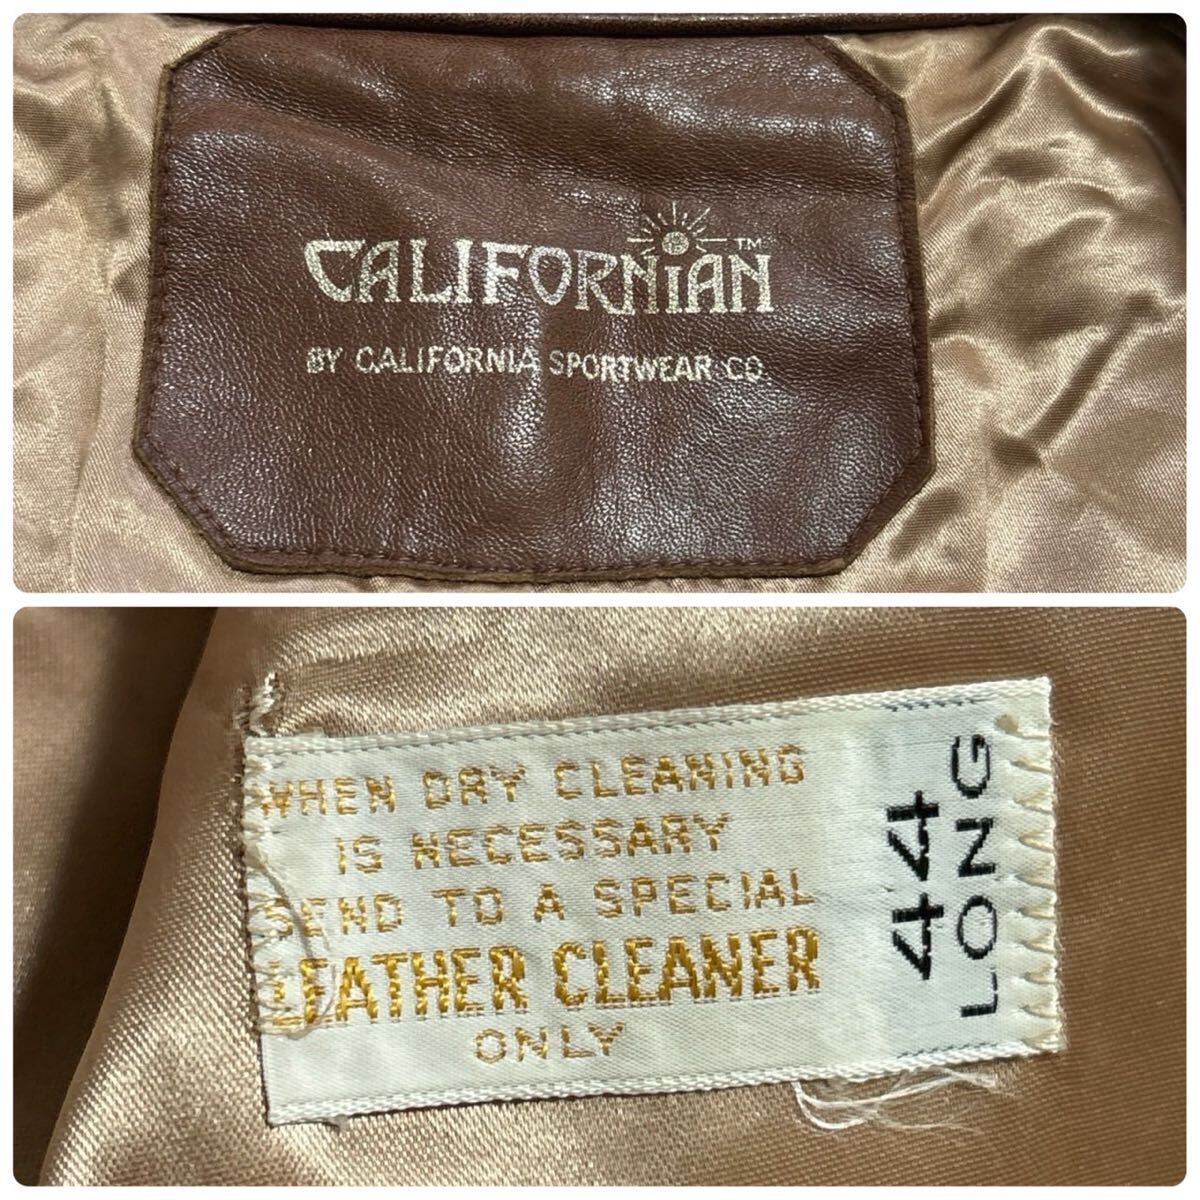 CALIFORNiAN™
BY CALIFORNIA SPORTWEAR CO
WHEN DRY CLEANING
IS NECESSARY
SEND TO A SPECIAL
LEATHER CLEANER
ONLY
44
LONG